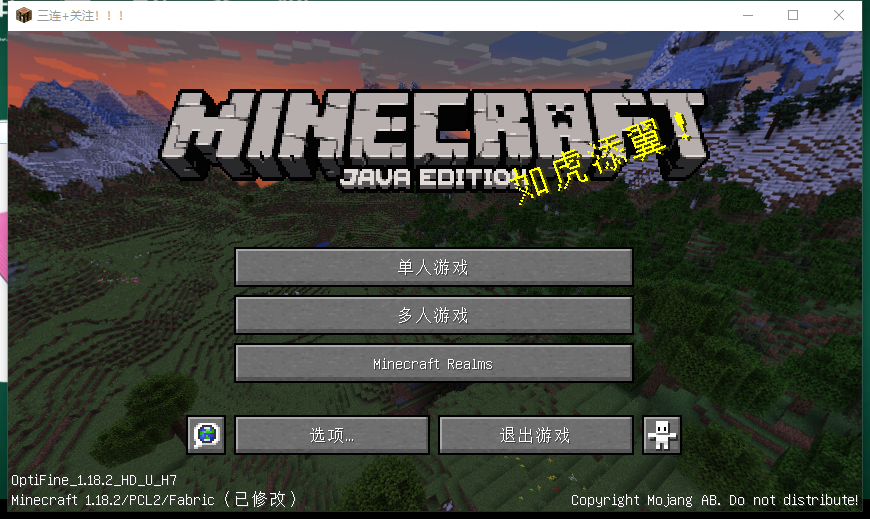 三连+关注！！！
MINECRAFT
JAVA EDITION
如虎添翼！
单人游戏
多人游戏
Minecraft Realms
选项…
退出游戏
OptiFine_1.18.2_HD_U_H7
Minecraft 1.18.2/PCL2/Fabric（已修改）
Copyright Mojang AB. Do not distribute!